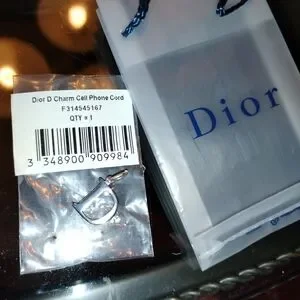 Dior D Charm Cell Phone Cord
F314545167
QTY = 1
3 348900 909984
Dior